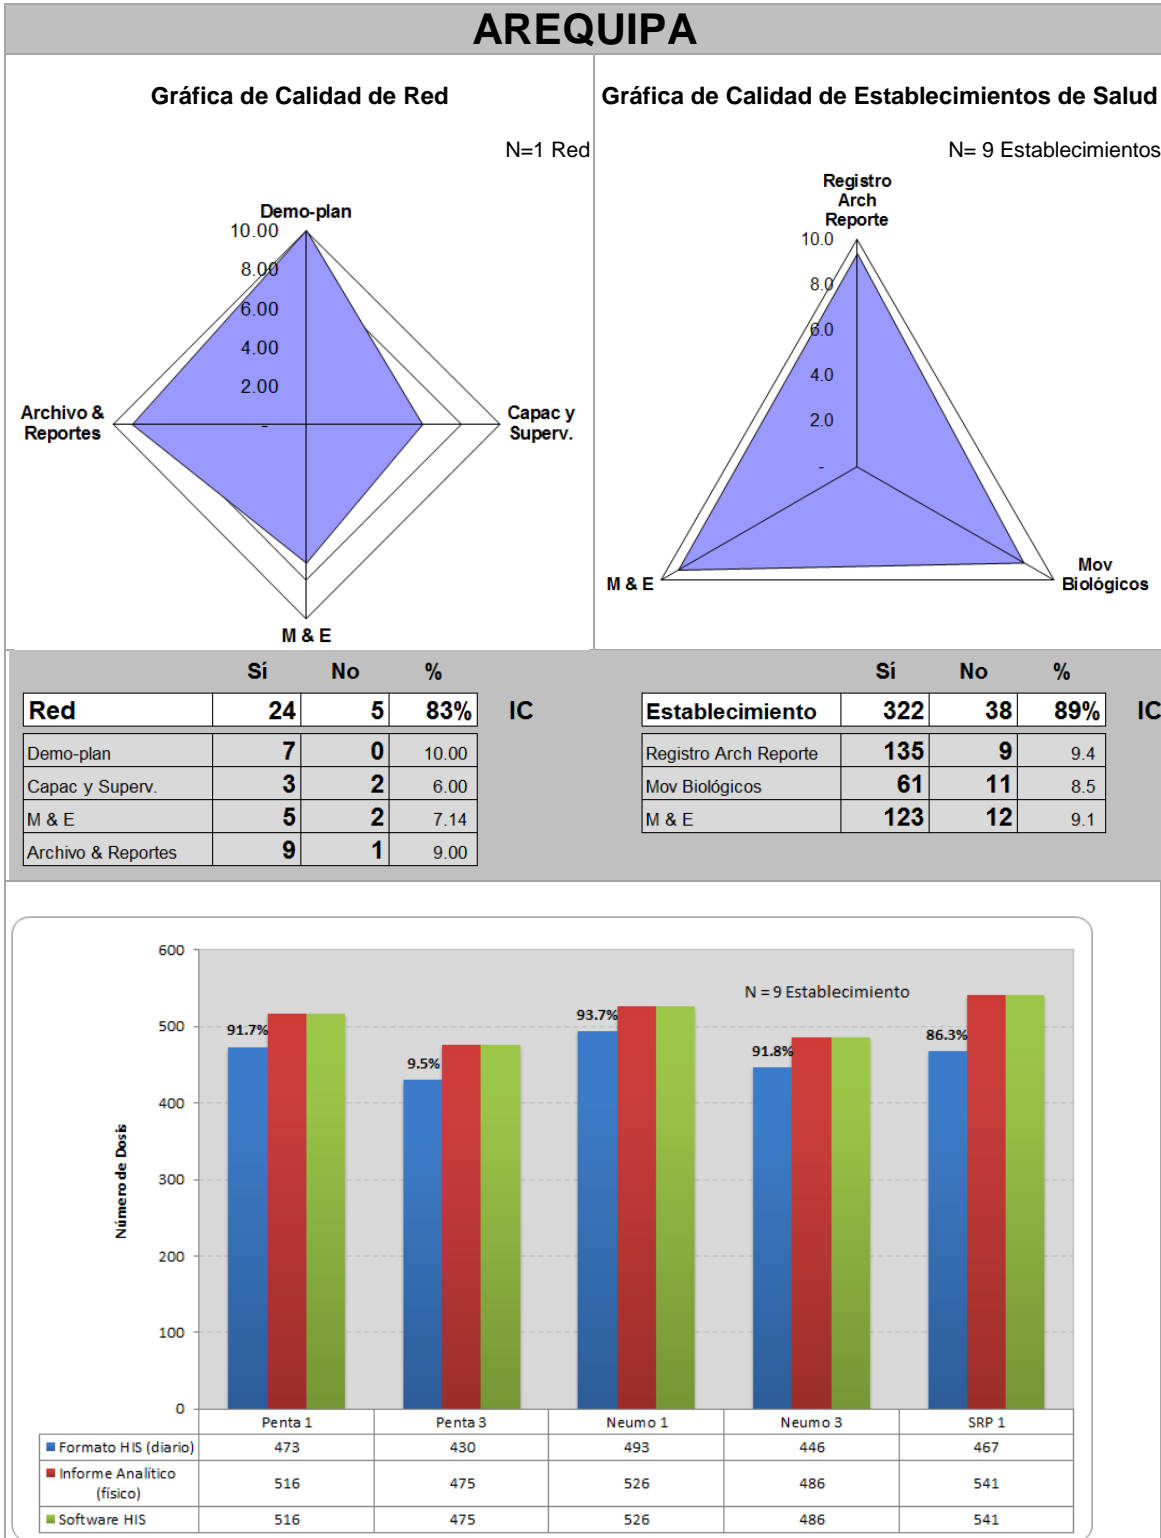 AREQUIPA
Gráfica de Calidad de Red
N=1 Red
Demo-plan
10.00
8.00
6.00
4.00
2.00
-
Archivo &
Reportes
Capac y
Superv.
M & E
Gráfica de Calidad de Establecimientos de Salud
N= 9 Establecimientos
Registro
Arch
Reporte
10.0
8.0
6.0
4.0
2.0
-
M & E
Mov
Biológicos
Sí No %
Red 24 5 83% IC
Demo-plan 7 0 10.00
Capac y Superv. 3 2 6.00
M & E 5 2 7.14
Archivo & Reportes 9 1 9.00
Sí No %
Establecimiento 322 38 89% IC
Registro Arch Reporte 135 9 9.4
Mov Biológicos 61 11 8.5
M & E 123 12 9.1
Número de Dosis
600
500
400
300
200
100
0
N = 9 Establecimiento
91.7%
9.5%
93.7%
91.8%
86.3%
Penta 1 Penta 3 Neumo 1 Neumo 3 SRP 1
Formato HIS (diario) 473 430 493 446 467
Informe Analítico
(físico) 516 475 526 486 541
Software HIS 516 475 526 486 541